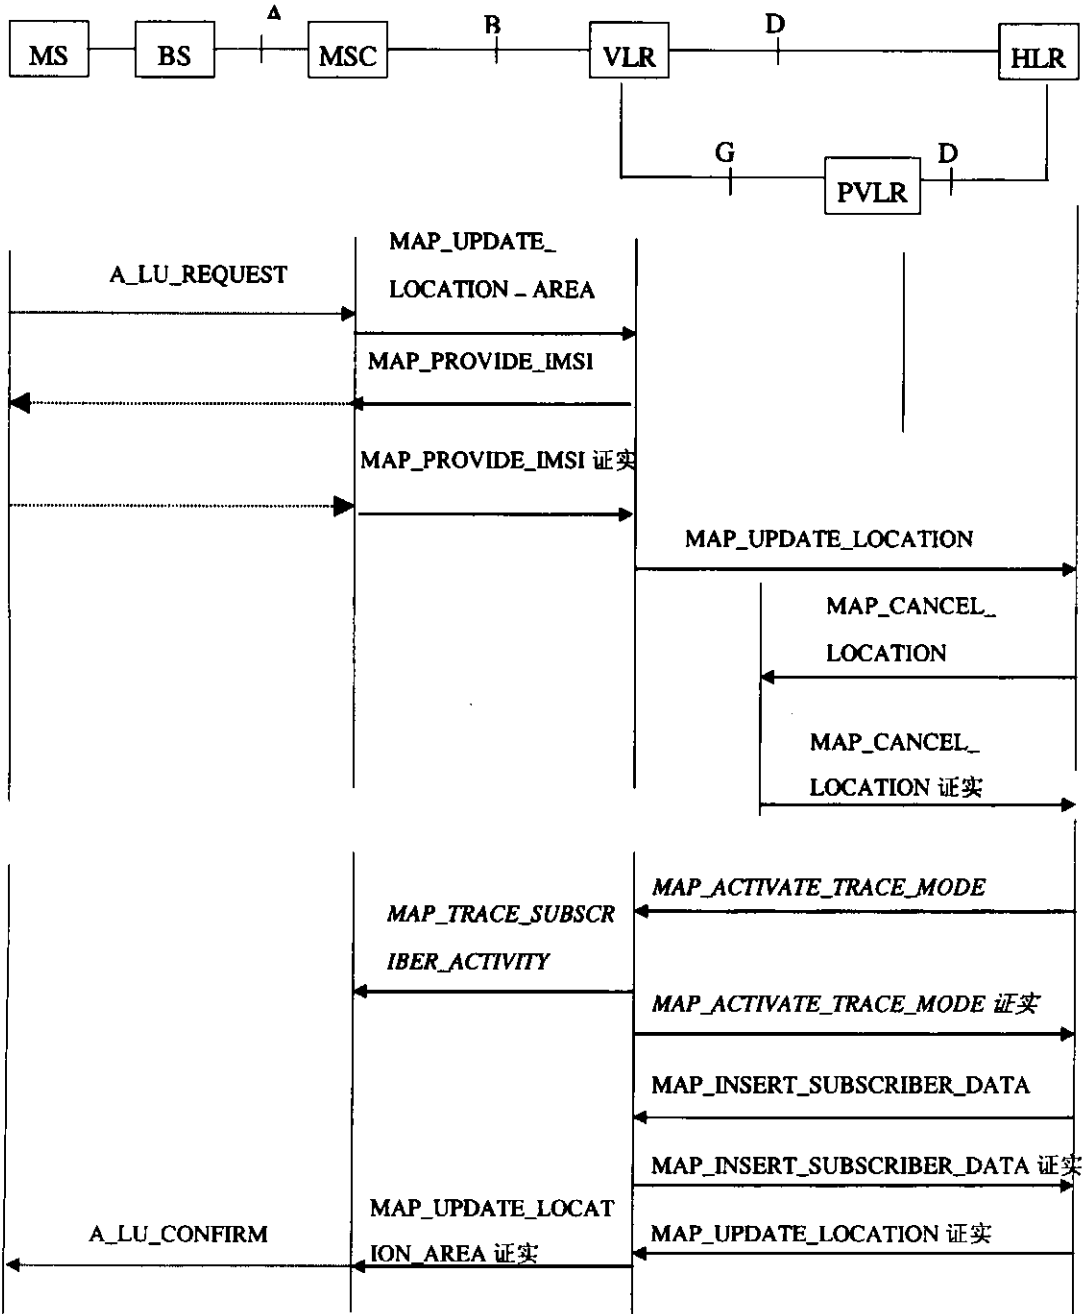 A B D
MS BS MSC VLR HLR
G D
PVLR
MAP_UPDATE_
A_LU_REQUEST
LOCATION – AREA
MAP_PROVIDE_IMSI
MAP_PROVIDE_IMSI 证实
MAP_UPDATE_LOCATION
MAP_CANCEL_
LOCATION
MAP_CANCEL_
LOCATION 证实
MAP_ACTIVATE_TRACE_MODE
MAP_TRACE_SUBSCR
IBER_ACTIVITY
MAP_ACTIVATE_TRACE_MODE 证实
MAP_INSERT_SUBSCRIBER_DATA
MAP_INSERT_SUBSCRIBER_DATA 证实
MAP_UPDATE_LOCAT
A_LU_CONFIRM
MAP_UPDATE_LOCATION 证实
ION_AREA 证实